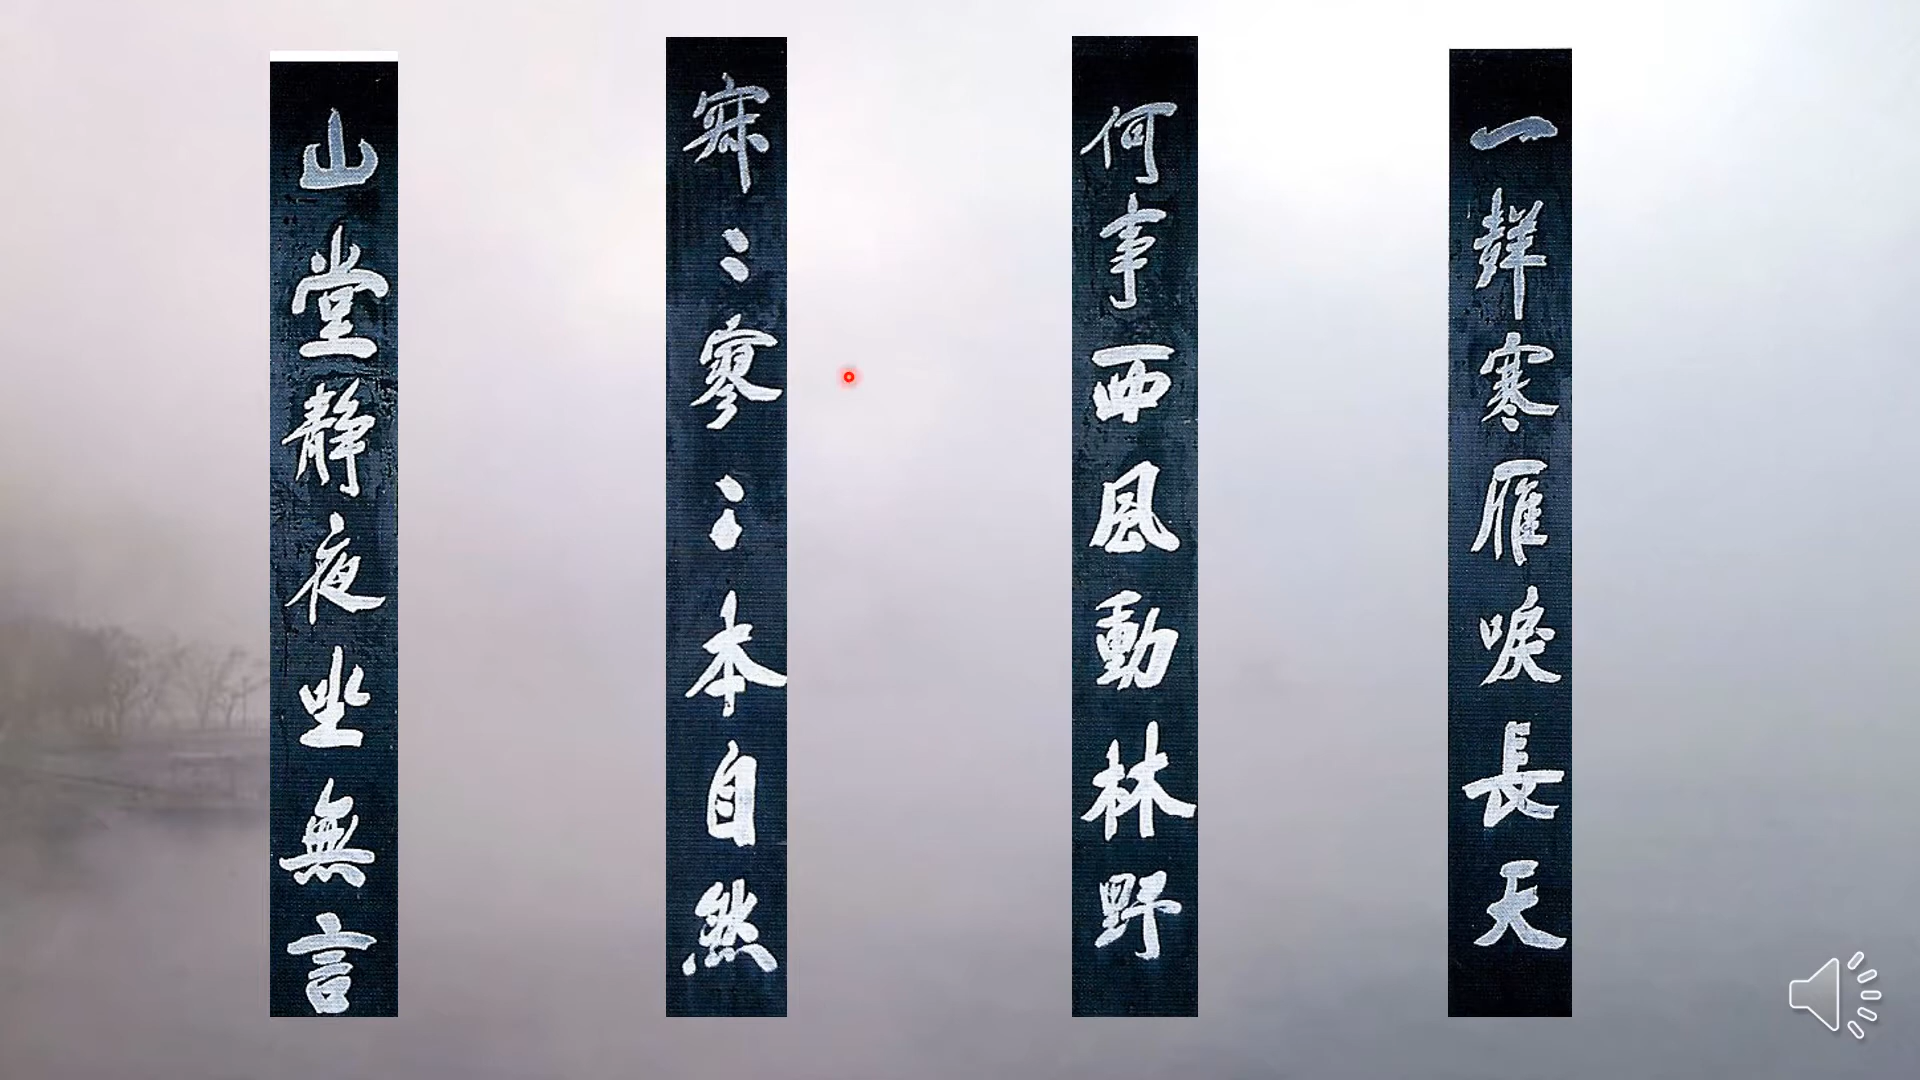 山堂靜夜坐無言
寂〻寥〻本自然
何事西風動林野
一聲寒雁唳長天